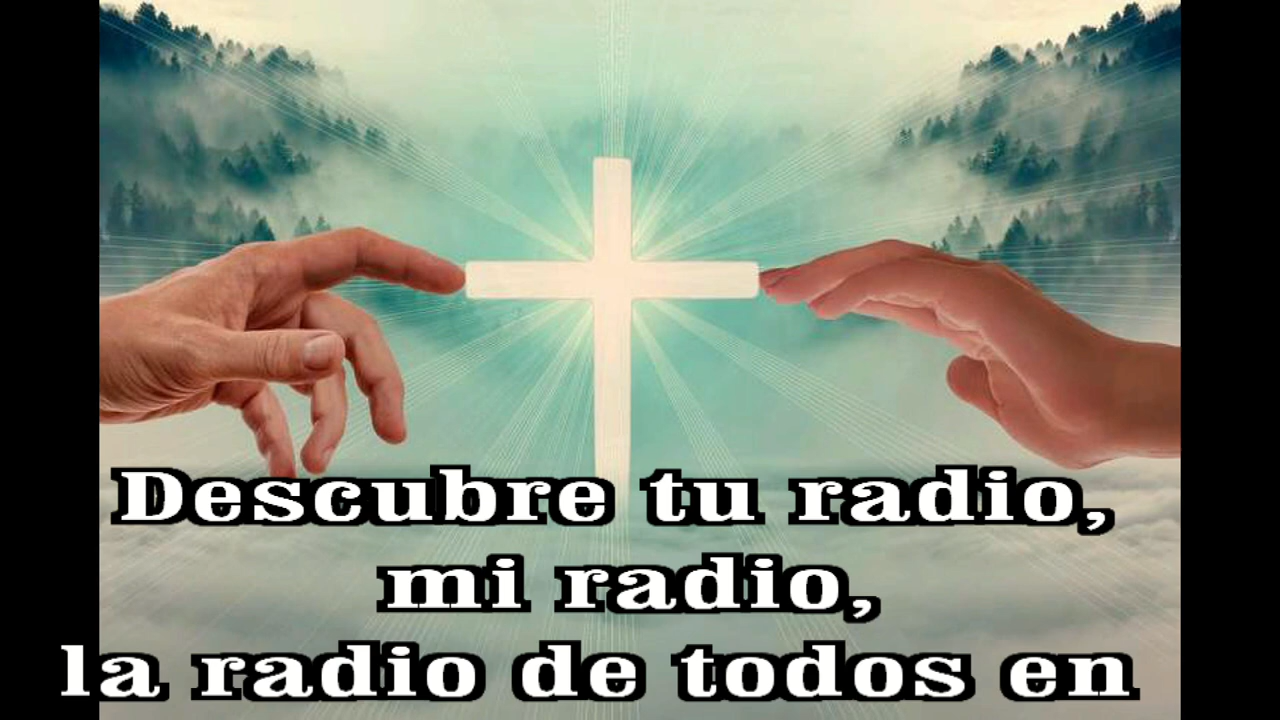 Descubre tu radio,
mi radio,
la radio de todos en